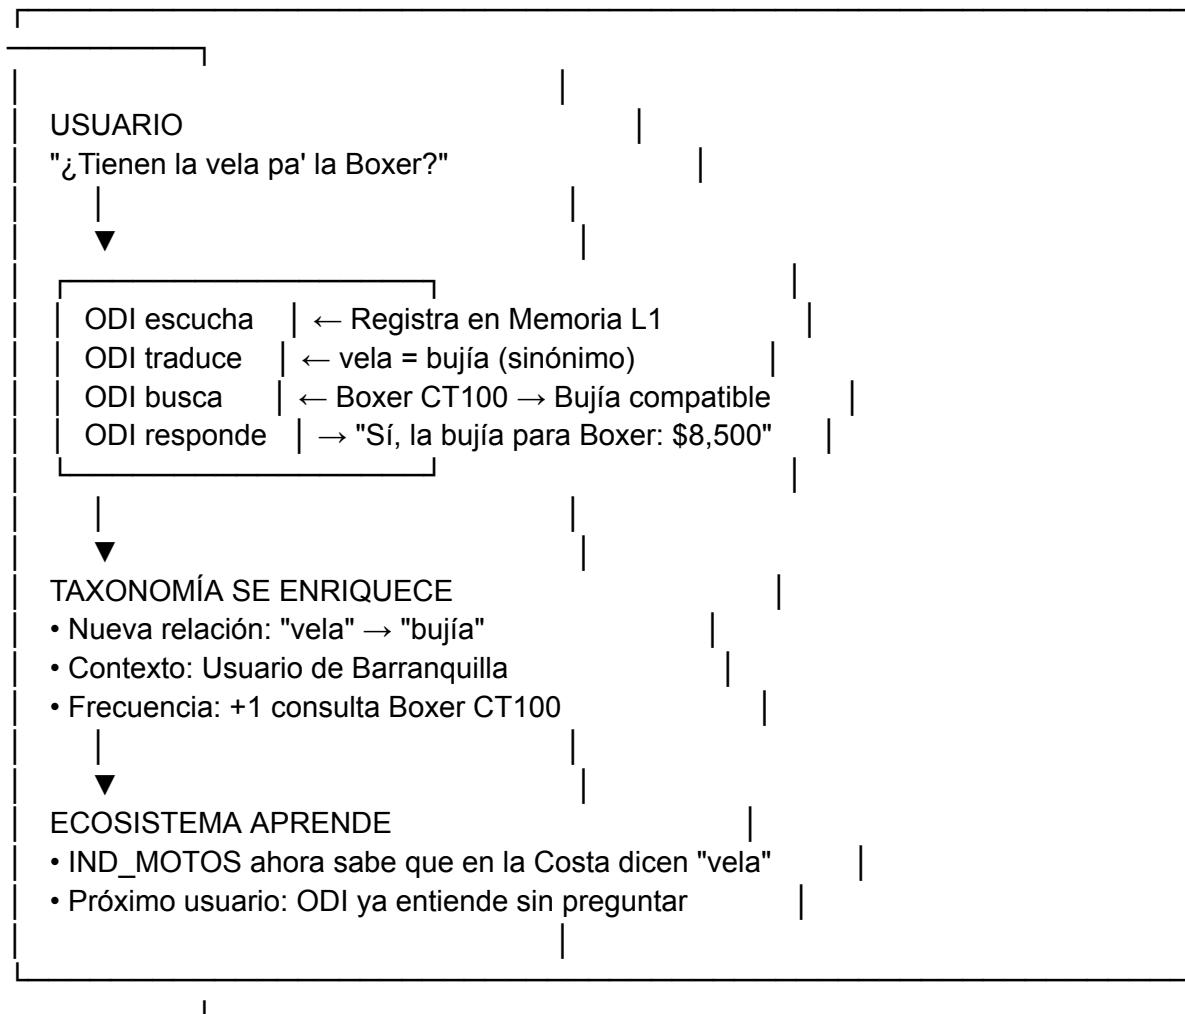 USUARIO
"¿Tienen la vela pa' la Boxer?"
▼
ODI escucha │ ← Registra en Memoria L1
ODI traduce │ ← vela = bujía (sinónimo)
ODI busca │ ← Boxer CT100 → Bujía compatible
ODI responde │ → "Sí, la bujía para Boxer: $8,500"
▼
TAXONOMÍA SE ENRIQUECE
• Nueva relación: "vela" → "bujía"
• Contexto: Usuario de Barranquilla
• Frecuencia: +1 consulta Boxer CT100
▼
ECOSISTEMA APRENDE
• IND_MOTOS ahora sabe que en la Costa dicen "vela"
• Próximo usuario: ODI ya entiende sin preguntar